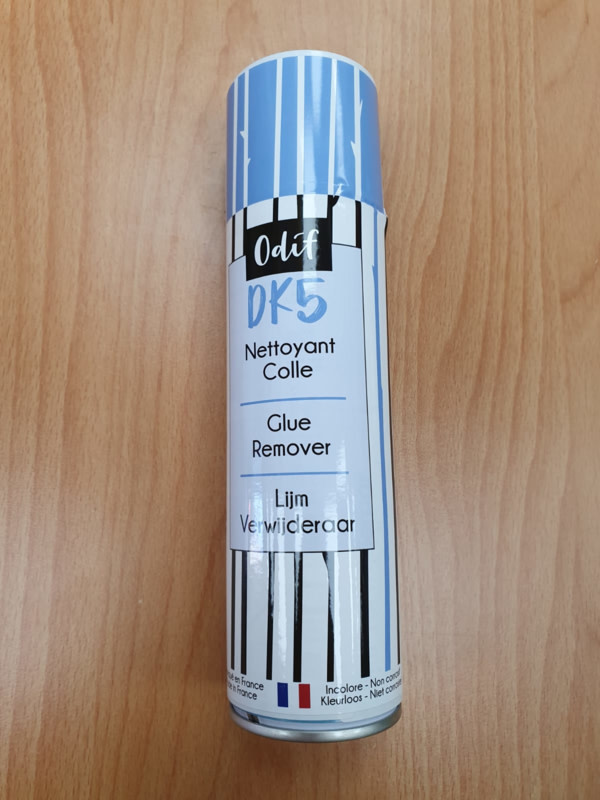 Odif
DK5
Nettoyant
Colle
Glue
Remover
Lijm
Verwijderaar
en France
in France
Incolore - Non
Kleurloos - Niet